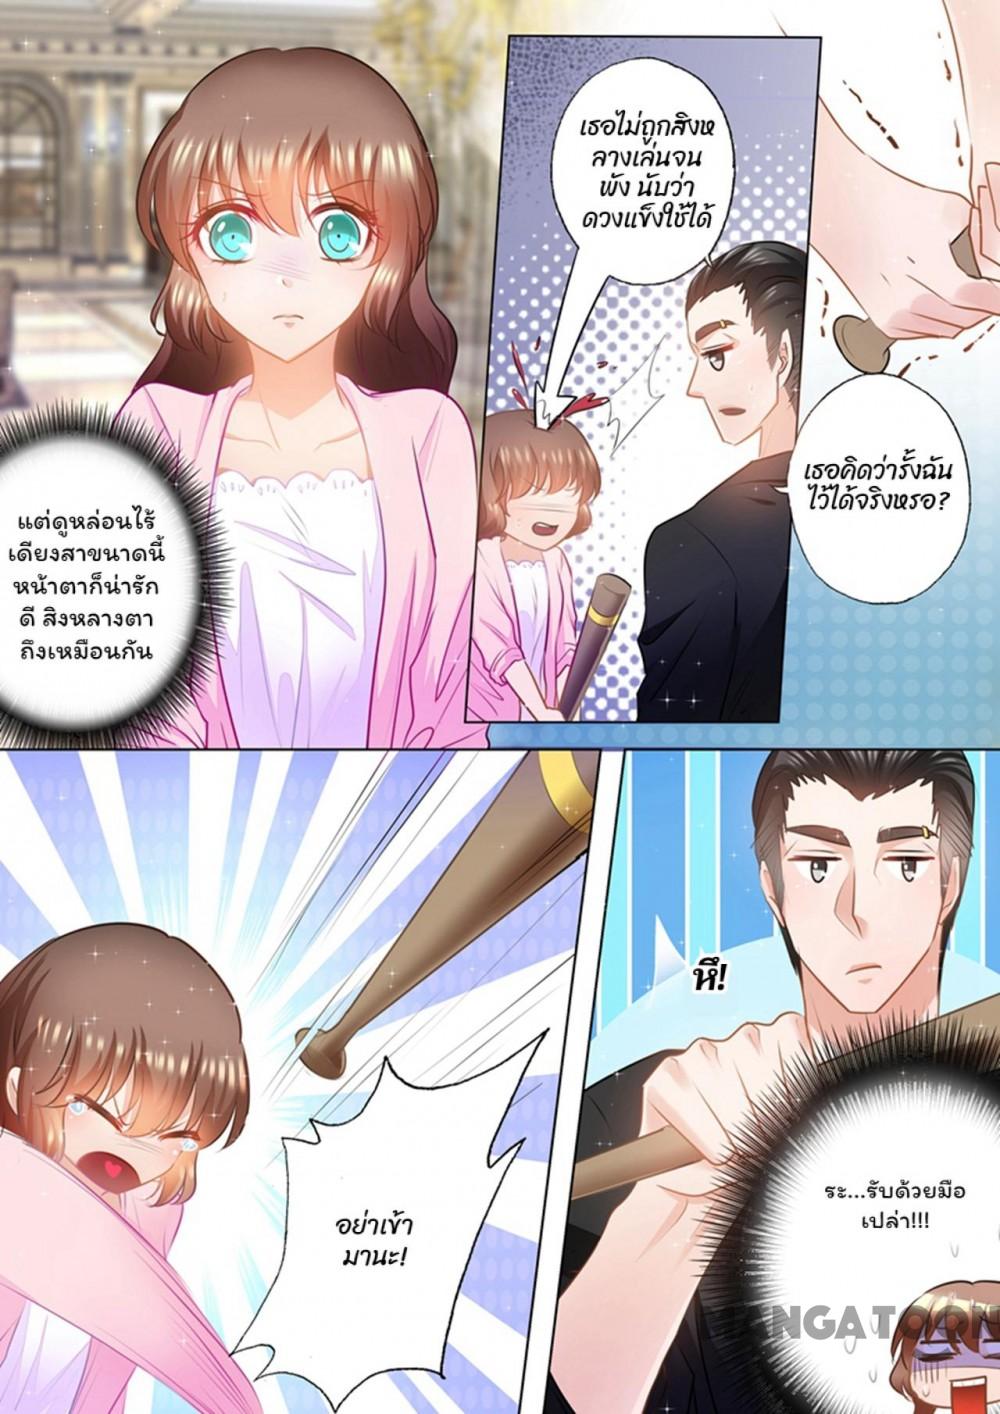 เธอไม่ถูกสิงห
ลางเล่นจน
พัง นับว่า
ดวงแข็งใช้ได้
เธอคิดว่ารั้งฉัน
ไว้ได้จริงหรอ?
แต่ดูหล่อนไร้
เดียงสาขนาดนี้
หน้าตาก็น่ารัก
ดี สิงหลางตา
ถึงเหมือนกัน
หึ!
อย่าเข้า
มานะ!
ระ...รับด้วยมือ
เปล่า!!!
MANGATOON